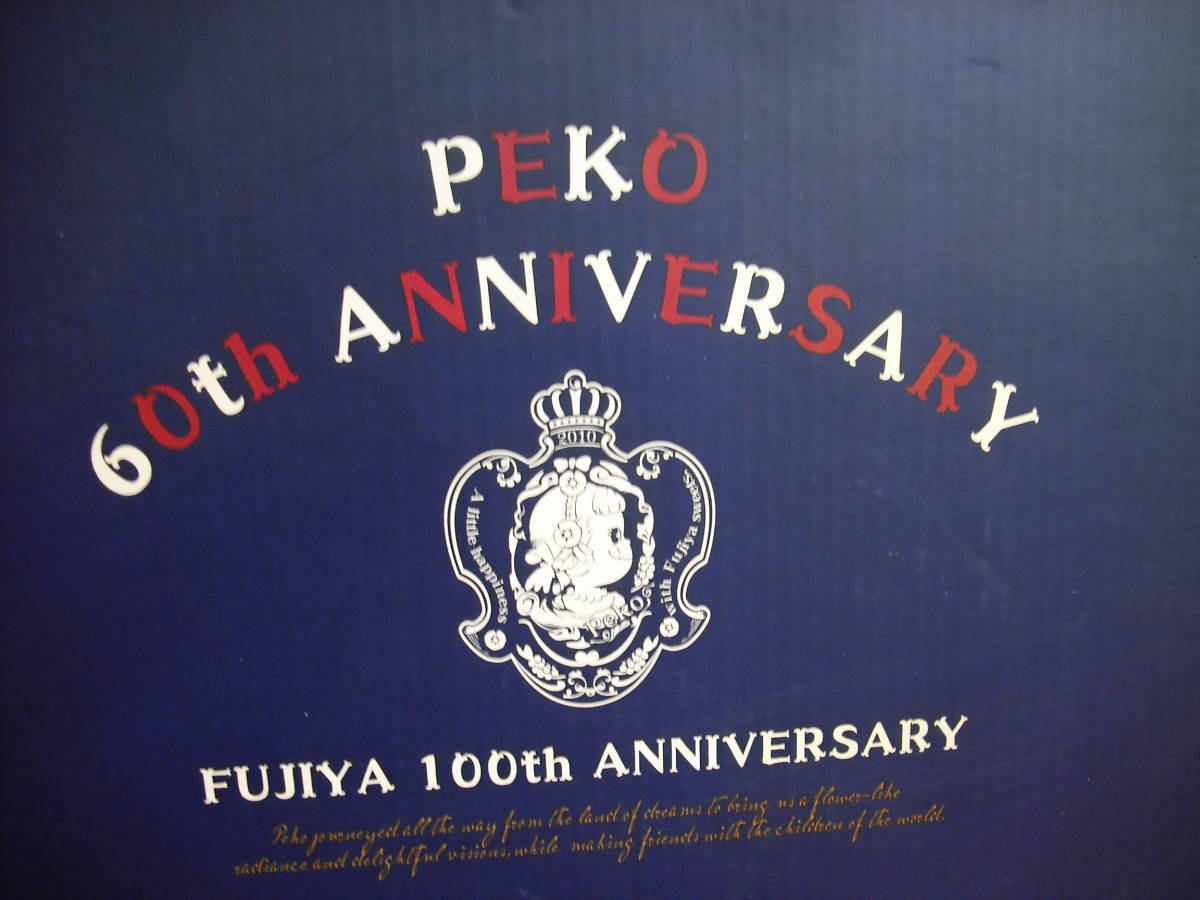 PEKO
60th ANNIVERSARY
2010
A little happiness
with Fujiya sweets.
Peko
FUJIYA 100th ANNIVERSARY
Peko journeyed all the way from the land of dreams to bring us a flower-like
radiance and delightful visions, while making friends with the children of the world.